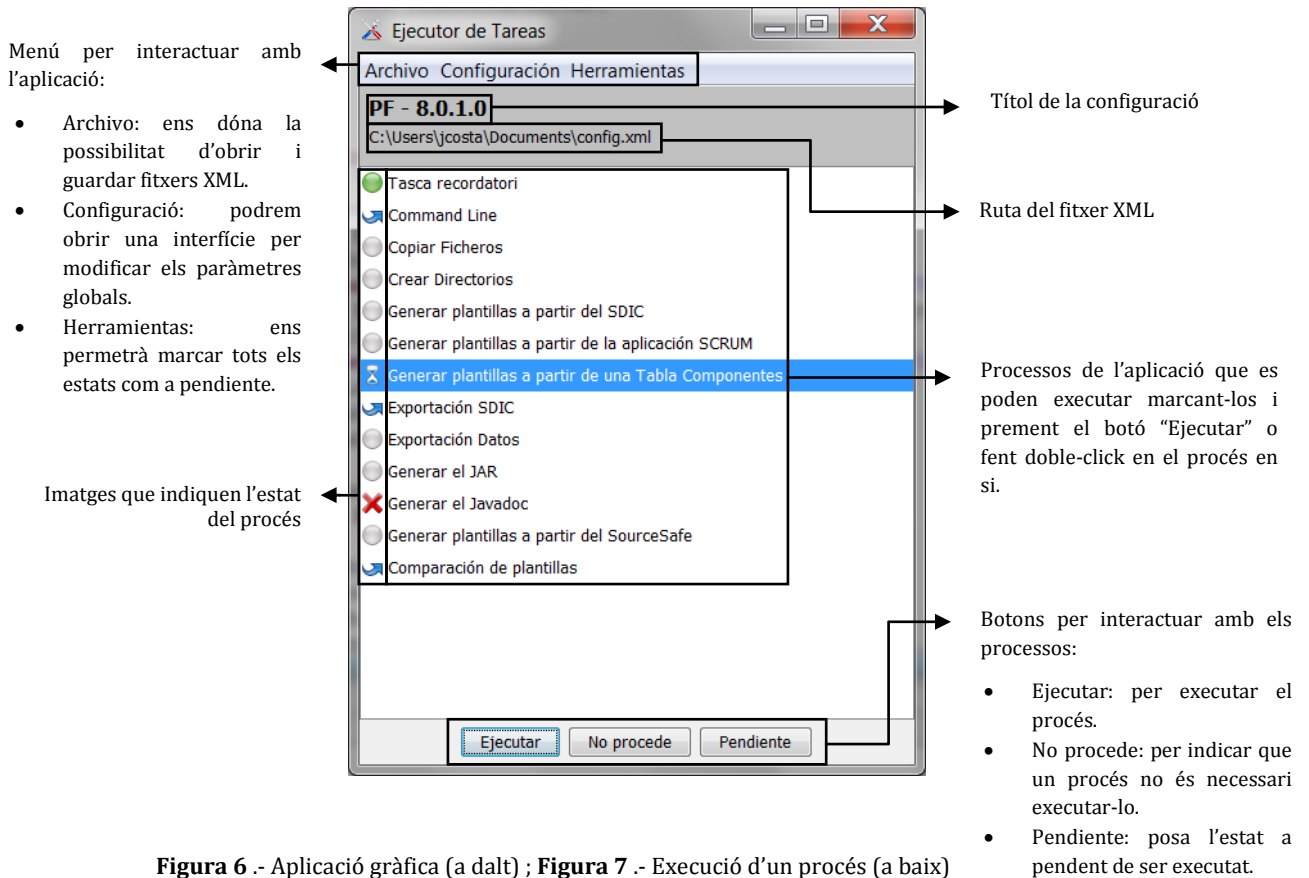 Menú per interactuar amb
l’aplicació:
• Archivo: ens dóna la
possibilitat d’obrir i
guardar fitxers XML.
• Configuració: podrem
obrir una interfície per
modificar els paràmetres
globals.
• Herramientas: ens
permetrà marcar tots els
estats com a pendiente.
Imatges que indiquen l’estat
del procés
Ejecutor de Tareas
Archivo Configuración Herramientas
PF - 8.0.1.0
C:\Users\jcosta\Documents\config.xml
Tasca recordatori
Command Line
Copiar Ficheros
Crear Directorios
Generar plantillas a partir del SDIC
Generar plantillas a partir de la aplicación SCRUM
Generar plantillas a partir de una Tabla Componentes
Exportación SDIC
Exportación Datos
Generar el JAR
Generar el Javadoc
Generar plantillas a partir del SourceSafe
Comparación de plantillas
Ejecutar No procede Pendiente
Títol de la configuració
Ruta del fitxer XML
Processos de l’aplicació que es
poden executar marcant-los i
prement el botó “Ejecutar” o
fent doble-click en el procés en
si.
Botons per interactuar amb els
processos:
• Ejecutar: per executar el
procés.
• No procede: per indicar que
un procés no és necessari
executar-lo.
• Pendiente: posa l’estat a
pendent de ser executat.
Figura 6 .- Aplicació gràfica (a dalt) ; Figura 7 .- Execució d’un procés (a baix)